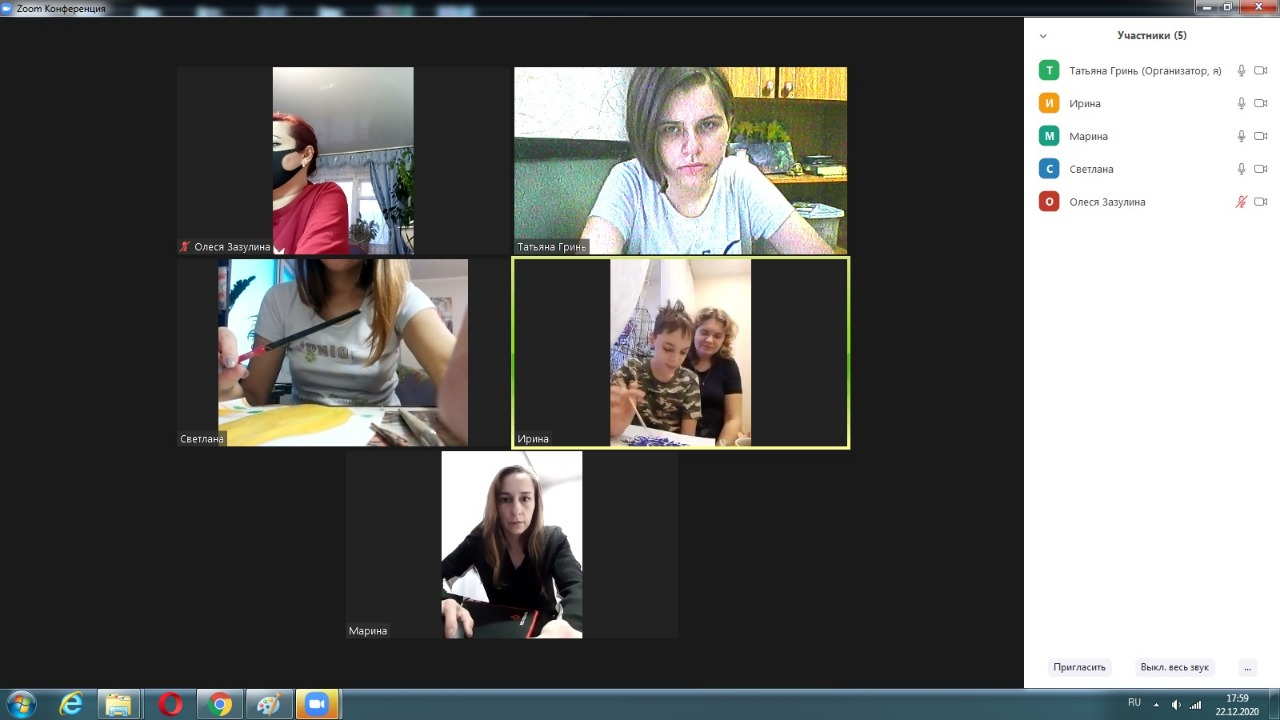 Zoom Конференция
Участники (5)
Т Татьяна Гринь (Организатор, я)
И Ирина
М Марина
С Светлана
О Олеся Зазулина
Олеся Зазулина
Татьяна Гринь
Светлана
Ирина
Марина
Пригласить
Выкл. весь звук
...
RU
17:59
22.12.2020